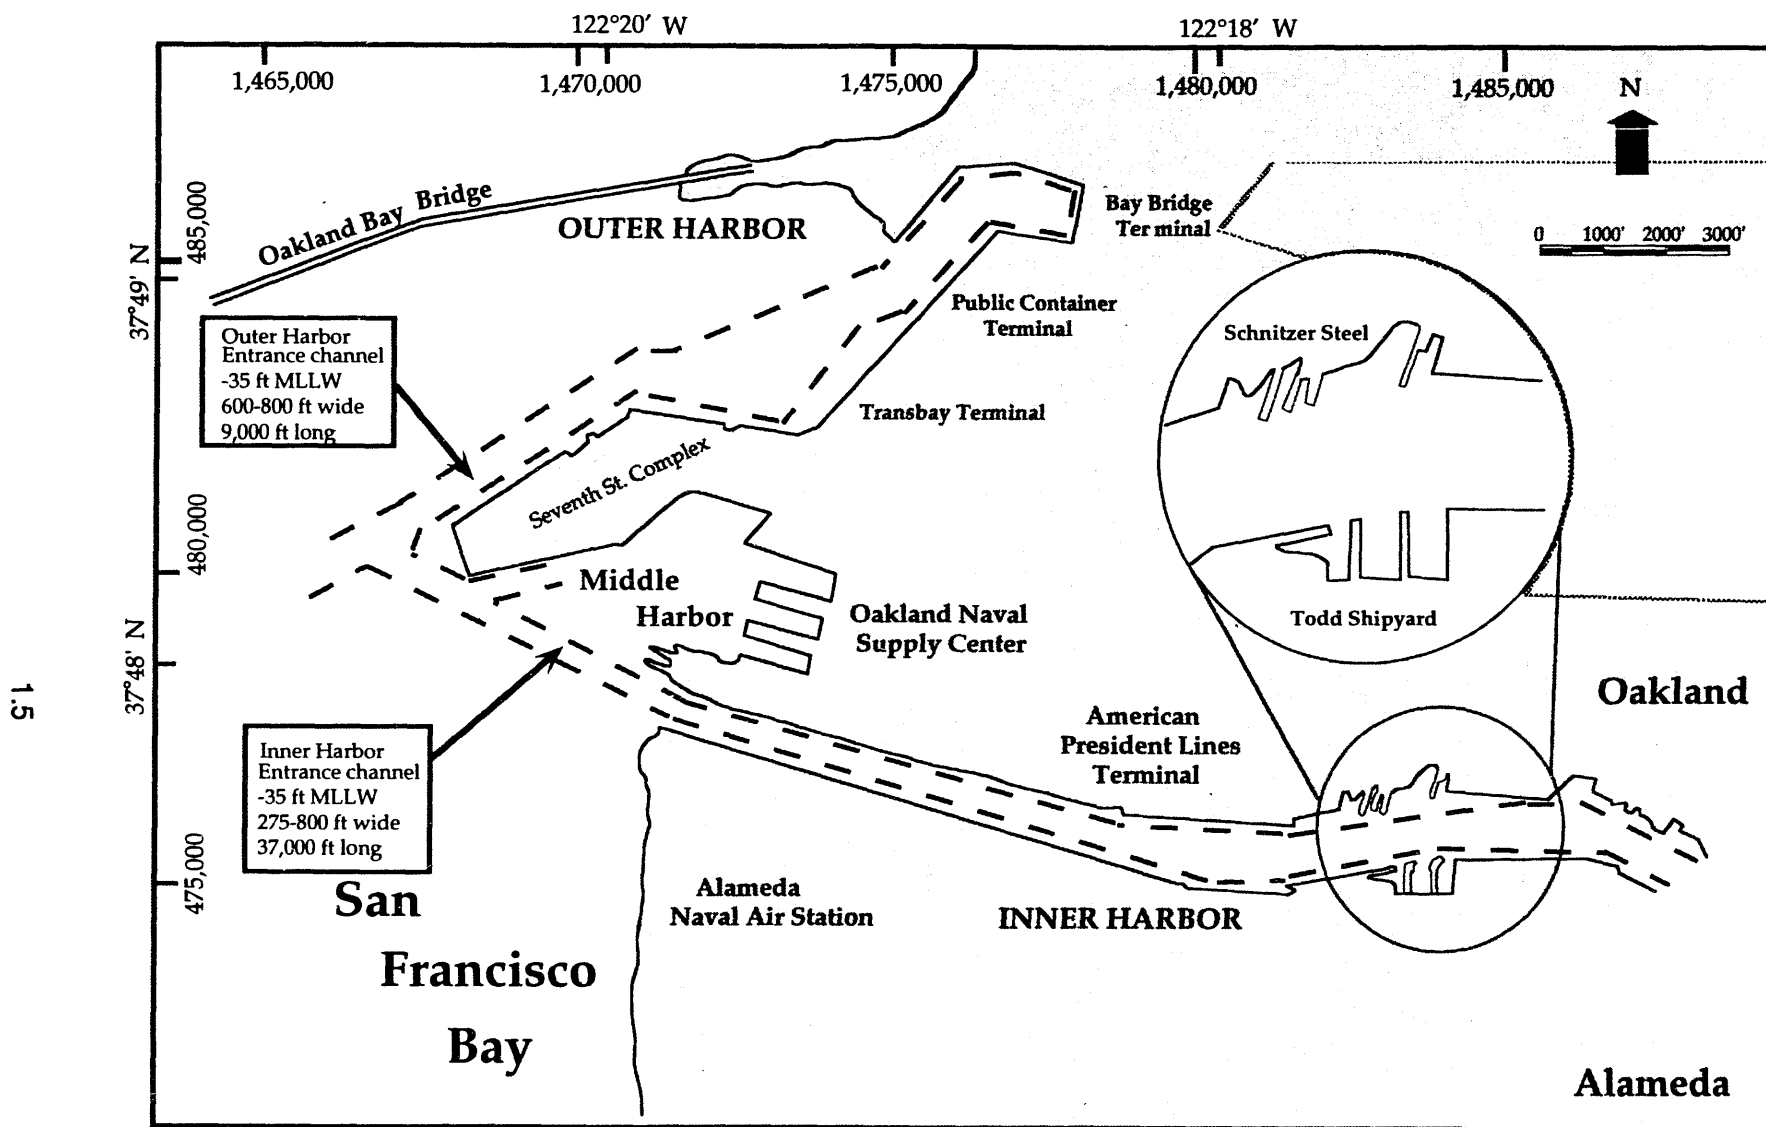 122°20' W
122°18' W
1,465,000
1,470,000
1,475,000
1,480,000
1,485,000
N
Oakland Bay Bridge
OUTER HARBOR
Bay Bridge
Ter minal
0 1000' 2000' 3000'
485,000
37°49' N
Outer Harbor
Entrance channel
-35 ft MLLW
600-800 ft wide
9,000 ft long
Public Container
Terminal
Schnitzer Steel
Transbay Terminal
Seventh St. Complex
480,000
Middle
Harbor
Oakland Naval
Supply Center
Todd Shipyard
37°48' N
1.5
Oakland
American
President Lines
Terminal
Inner Harbor
Entrance channel
-35 ft MLLW
275-800 ft wide
37,000 ft long
475,000
San
Francisco
Bay
Alameda
Naval Air Station
INNER HARBOR
Alameda